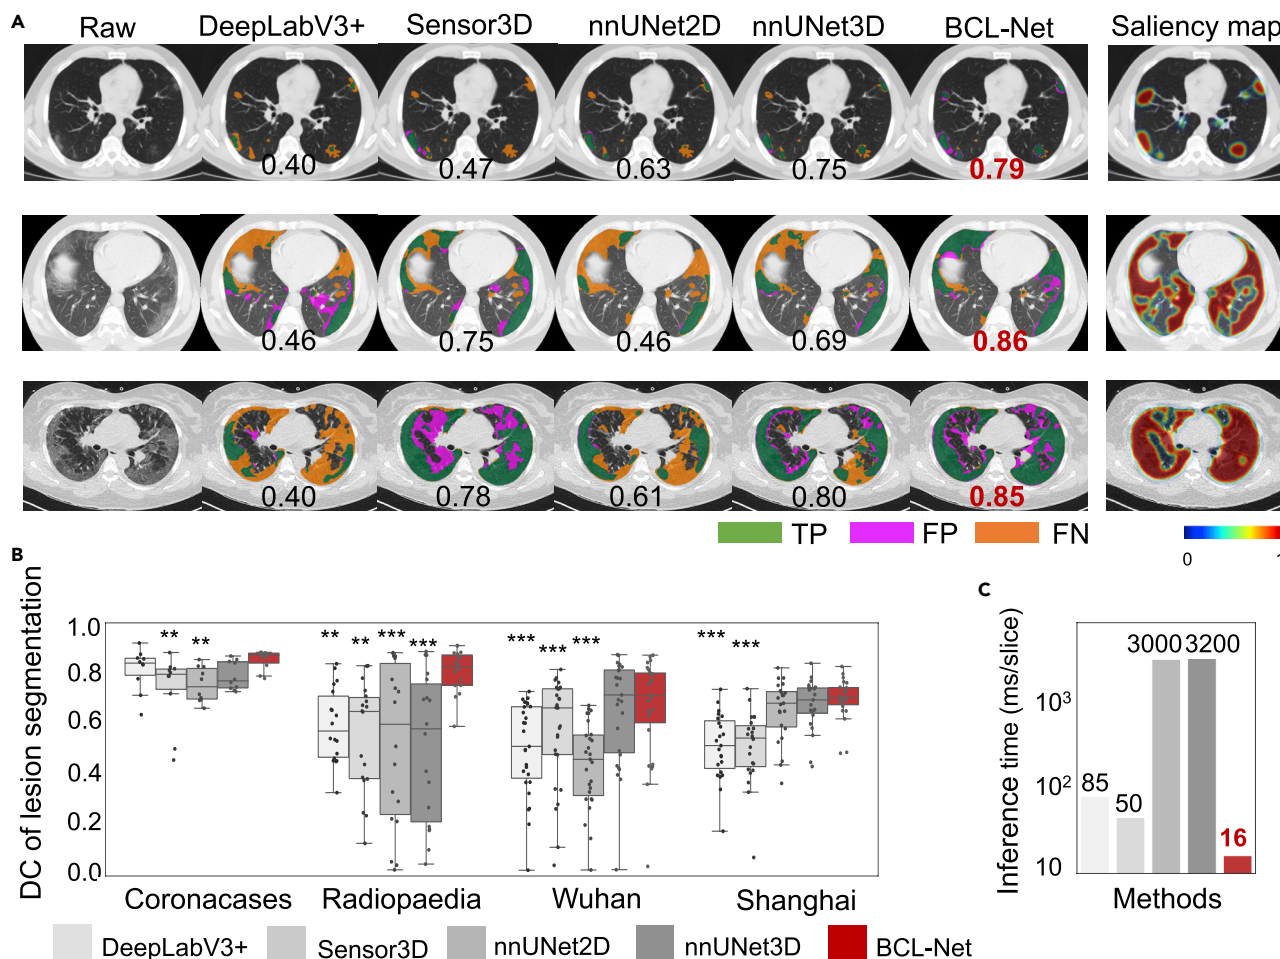 A
Raw DeepLabV3+ Sensor3D nnUNet2D nnUNet3D BCL-Net Saliency map
0.40 0.47 0.63 0.75 0.79
0.46 0.75 0.46 0.69 0.86
0.40 0.78 0.61 0.80 0.85
TP FP FN
0 1
B
DC of lesion segmentation
1.0
0.8
0.6
0.4
0.2
0.0
** ** ** ** *** *** *** *** *** *** ***
Coronacases Radiopaedia Wuhan Shanghai
DeepLabV3+ Sensor3D nnUNet2D nnUNet3D BCL-Net
C
Inference time (ms/slice)
10³
10²
10
85 50 3000 3200 16
Methods